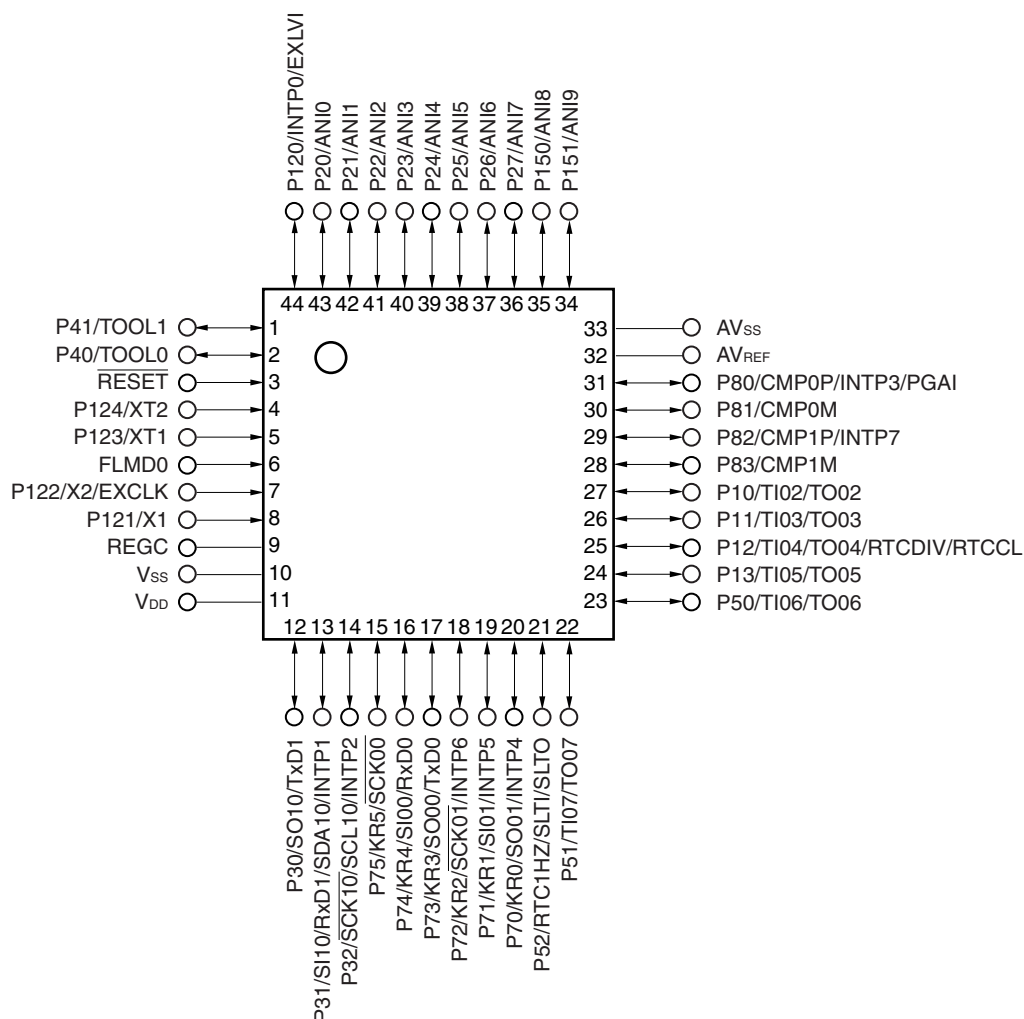 P120/INTP0/EXLVI
P20/ANI0
P21/ANI1
P22/ANI2
P23/ANI3
P24/ANI4
P25/ANI5
P26/ANI6
P27/ANI7
P150/ANI8
P151/ANI9
44 43 42 41 40 39 38 37 36 35 34
P41/TOOL1 1
P40/TOOL0 2
RESET 3
P124/XT2 4
P123/XT1 5
FLMD0 6
P122/X2/EXCLK 7
P121/X1 8
REGC 9
VSS 10
VDD 11
33 AVSS
32 AVREF
31 P80/CMP0P/INTP3/PGAI
30 P81/CMP0M
29 P82/CMP1P/INTP7
28 P83/CMP1M
27 P10/TI02/TO02
26 P11/TI03/TO03
25 P12/TI04/TO04/RTCDIV/RTCCL
24 P13/TI05/TO05
23 P50/TI06/TO06
12 13 14 15 16 17 18 19 20 21 22
P30/SO10/TxD1
P31/SI10/RxD1/SDA10/INTP1
P32/SCK10/SCL10/INTP2
P75/KR5/SCK00
P74/KR4/SI00/RxD0
P73/KR3/SO00/TxD0
P72/KR2/SCK01/INTP6
P71/KR1/SI01/INTP5
P70/KR0/SO01/INTP4
P52/RTC1HZ/SLTI/SLTO
P51/TI07/TO07